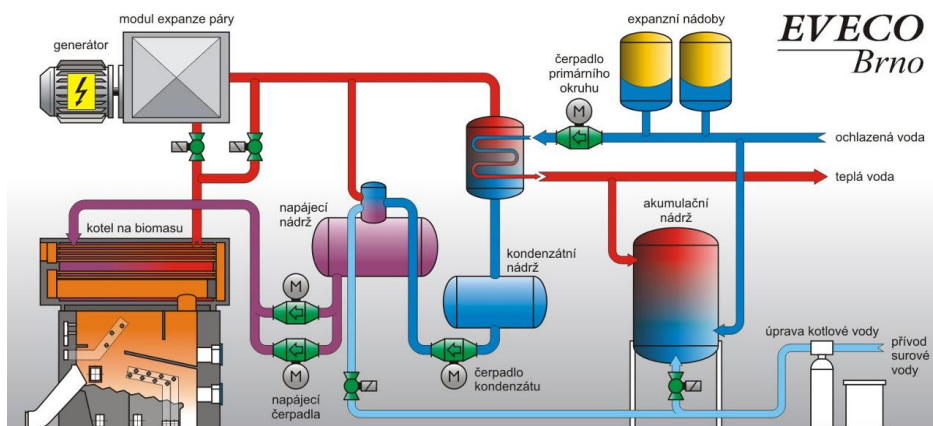 modul expanze páry
generátor
expanzní nádoby
EVECO
Brno
čerpadlo
primárního
okruhu
M
ochlazená voda
teplá voda
napájecí
nádrž
akumulační
nádrž
kotel na biomasu
kondenzátní
nádrž
M
úprava kotlové vody
přívod
surové
vody
M
M
napájecí
čerpadla
čerpadlo
kondenzátu